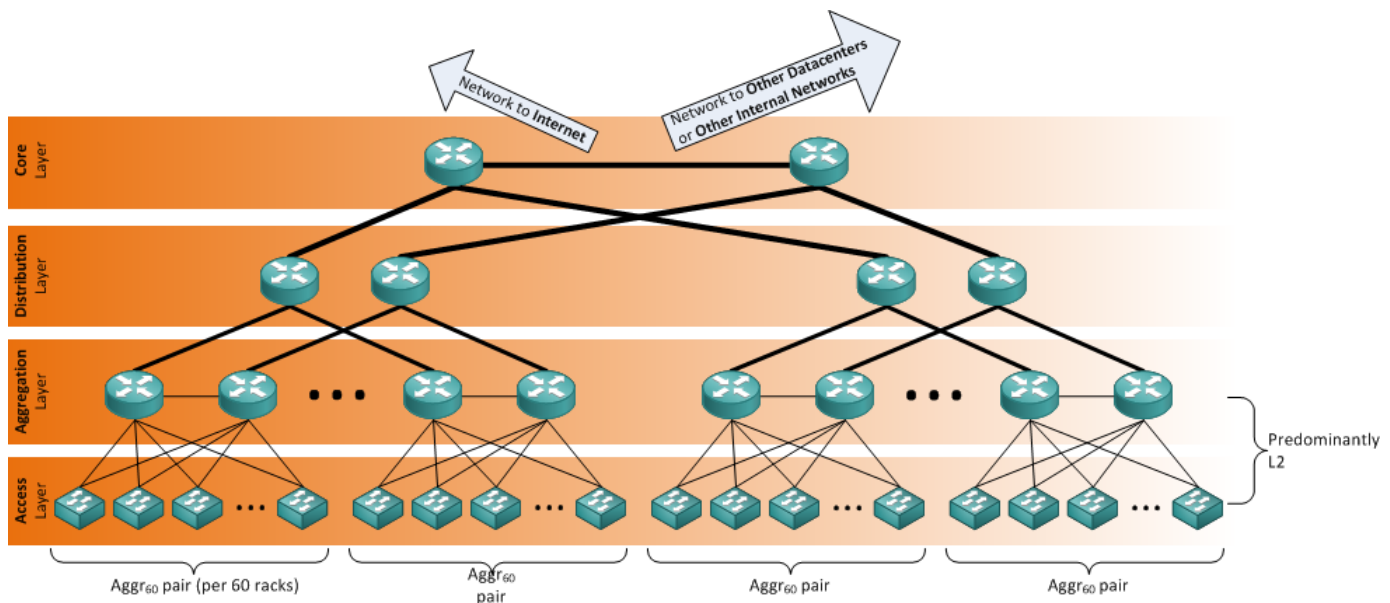 Network to Internet
Network to Other Datacenters
or Other Internal Networks
Core
Layer
Distribution
Layer
Aggregation
Layer
Predominantly
L2
Access
Layer
Aggr₆₀ pair (per 60 racks)
Aggr₆₀
pair
Aggr₆₀ pair
Aggr₆₀ pair